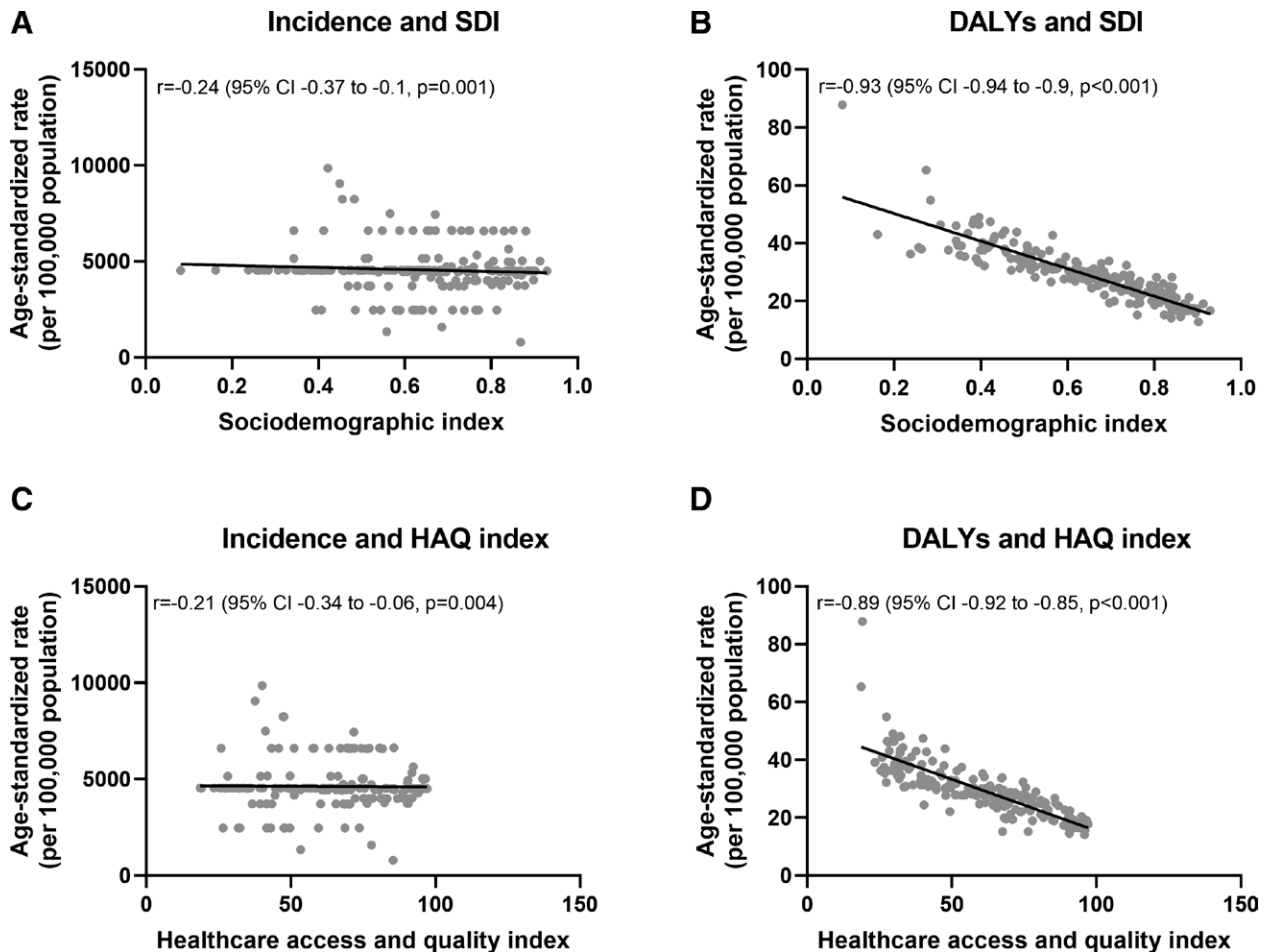 A
Incidence and SDI
Age-standardized rate
(per 100,000 population)
15000
10000
5000
0
r=-0.24 (95% CI -0.37 to -0.1, p=0.001)
0.0 0.2 0.4 0.6 0.8 1.0
Sociodemographic index
B
DALYs and SDI
Age-standardized rate
(per 100,000 population)
100
80
60
40
20
0
r=-0.93 (95% CI -0.94 to -0.9, p<0.001)
0.0 0.2 0.4 0.6 0.8 1.0
Sociodemographic index
C
Incidence and HAQ index
Age-standardized rate
(per 100,000 population)
15000
10000
5000
0
r=-0.21 (95% CI -0.34 to -0.06, p=0.004)
0 50 100 150
Healthcare access and quality index
D
DALYs and HAQ index
Age-standardized rate
(per 100,000 population)
100
80
60
40
20
0
r=-0.89 (95% CI -0.92 to -0.85, p<0.001)
0 50 100 150
Healthcare access and quality index